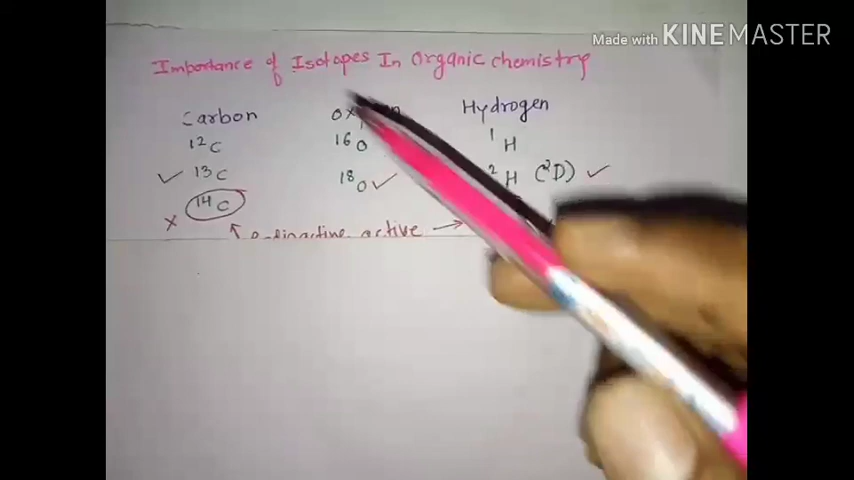 Made with KINEMASTER
Importance of Isotopes In Organic chemistry
Carbon Hydrogen
¹²C ¹⁶O ¹H
✓ ¹³C ¹⁸O ✓ ²H (²D) ✓
x ¹⁴C
active